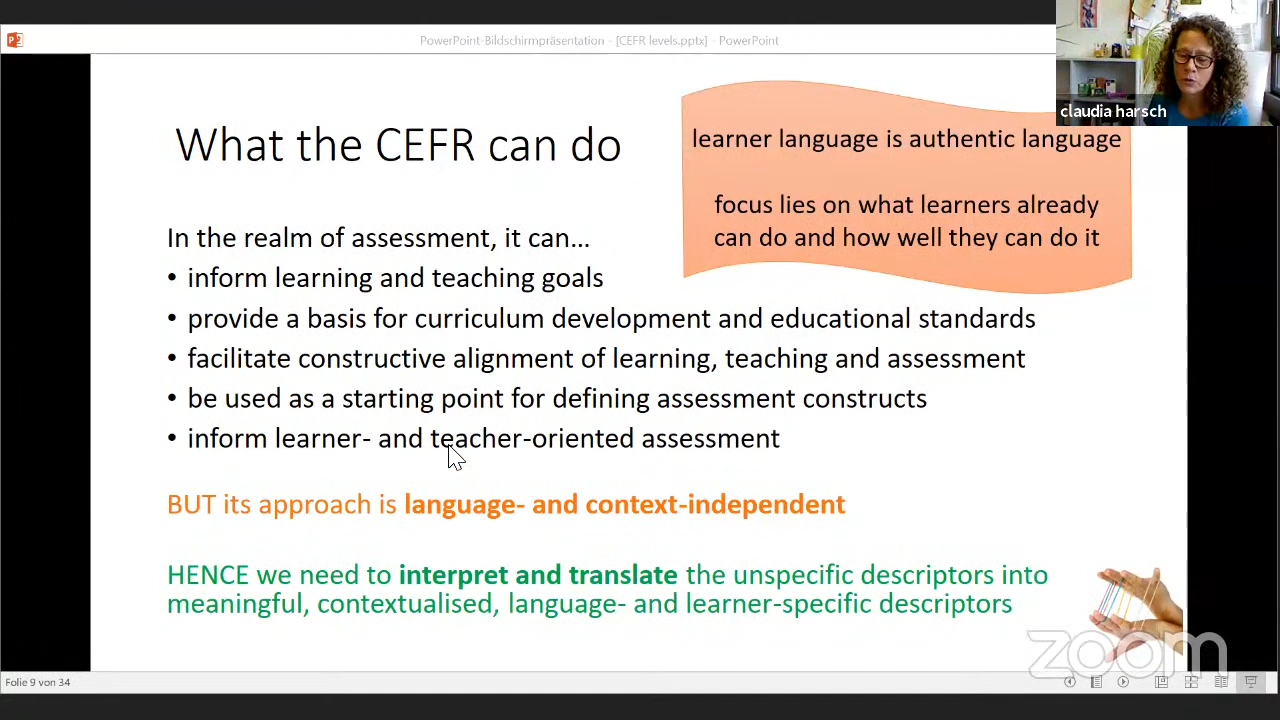 PowerPoint-Bildschirmpräsentation - [CEFR levels.pptx] - PowerPoint
claudia harsch
What the CEFR can do
learner language is authentic language
focus lies on what learners already
can do and how well they can do it
In the realm of assessment, it can…
• inform learning and teaching goals
• provide a basis for curriculum development and educational standards
• facilitate constructive alignment of learning, teaching and assessment
• be used as a starting point for defining assessment constructs
• inform learner- and teacher-oriented assessment
BUT its approach is language- and context-independent
HENCE we need to interpret and translate the unspecific descriptors into
meaningful, contextualised, language- and learner-specific descriptors
zoom
Folie 9 von 34